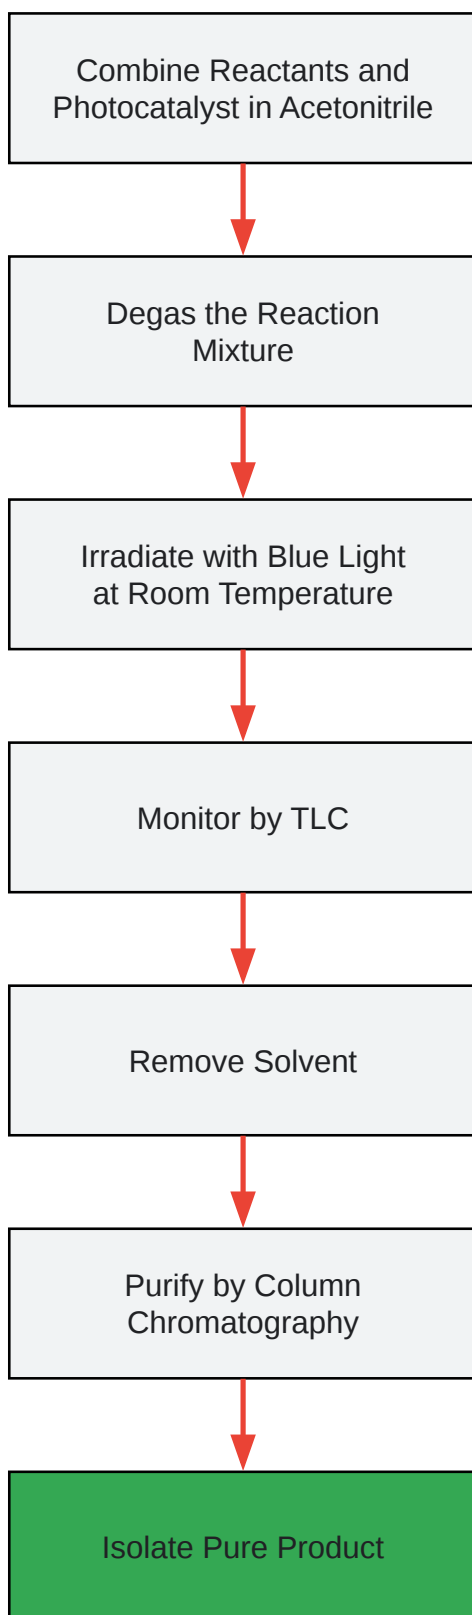 Combine Reactants and
Photocatalyst in Acetonitrile
Degas the Reaction
Mixture
Irradiate with Blue Light
at Room Temperature
Monitor by TLC
Remove Solvent
Purify by Column
Chromatography
Isolate Pure Product